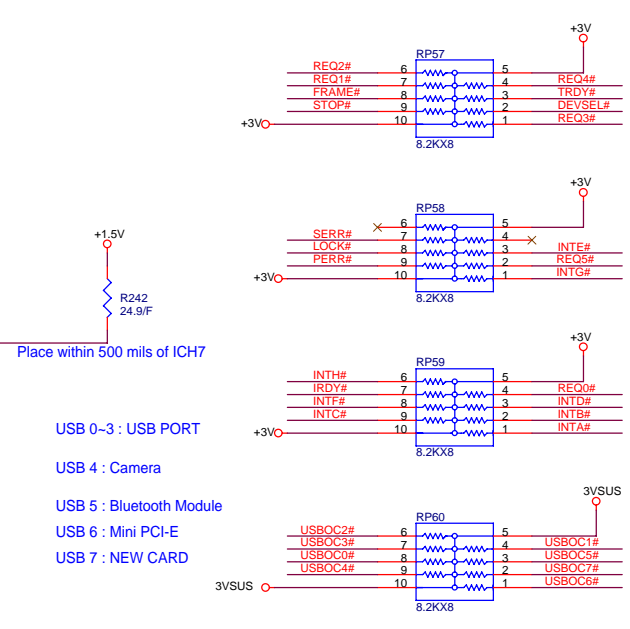 +3V
RP57
REQ2# 6 5
REQ1# 7 4 REQ4#
FRAME# 8 3 TRDY#
STOP# 9 2 DEVSEL#
+3V 10 1 REQ3#
8.2KX8
+3V
RP58
6 5
SERR# 7 4
LOCK# 8 3 INTE#
PERR# 9 2 REQ5#
+3V 10 1 INTG#
8.2KX8
+1.5V
R242
24.9/F
Place within 500 mils of ICH7
+3V
RP59
INTH# 6 5
IRDY# 7 4 REQ0#
INTF# 8 3 INTD#
INTC# 9 2 INTB#
+3V 10 1 INTA#
8.2KX8
USB 0~3 : USB PORT
USB 4 : Camera
USB 5 : Bluetooth Module
USB 6 : Mini PCI-E
USB 7 : NEW CARD
3VSUS
RP60
USBOC2# 6 5
USBOC3# 7 4 USBOC1#
USBOC0# 8 3 USBOC5#
USBOC4# 9 2 USBOC7#
3VSUS 10 1 USBOC6#
8.2KX8